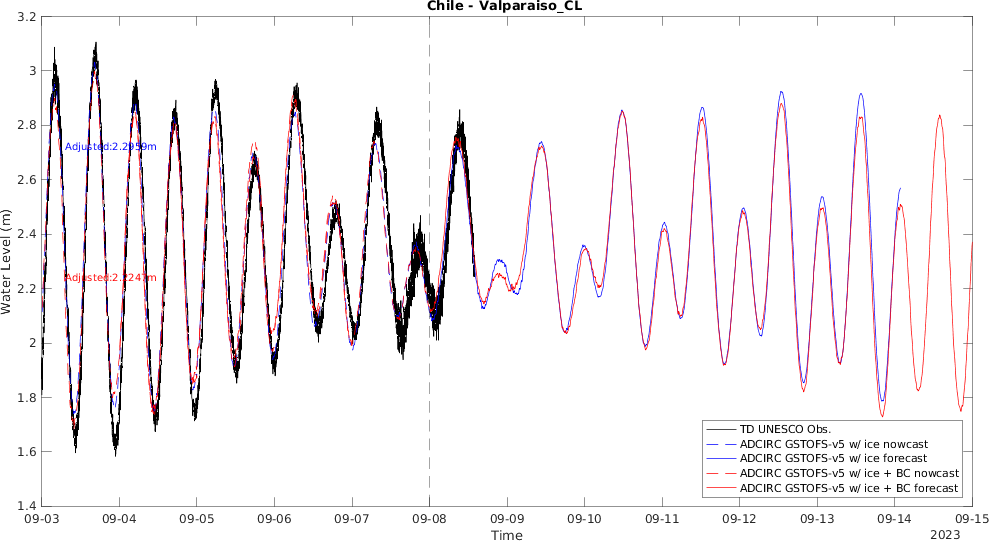 Chile - Valparaiso_CL
3.2
3
2.8
2.6
2.4
2.2
2
1.8
1.6
1.4
Water Level (m)
Adjusted:2.2959m
Adjusted:2.2247m
TD UNESCO Obs.
ADCIRC GSTOFS-v5 w/ ice nowcast
ADCIRC GSTOFS-v5 w/ ice forecast
ADCIRC GSTOFS-v5 w/ ice + BC nowcast
ADCIRC GSTOFS-v5 w/ ice + BC forecast
09-03 09-04 09-05 09-06 09-07 09-08 09-09 09-10 09-11 09-12 09-13 09-14 09-15
Time
2023